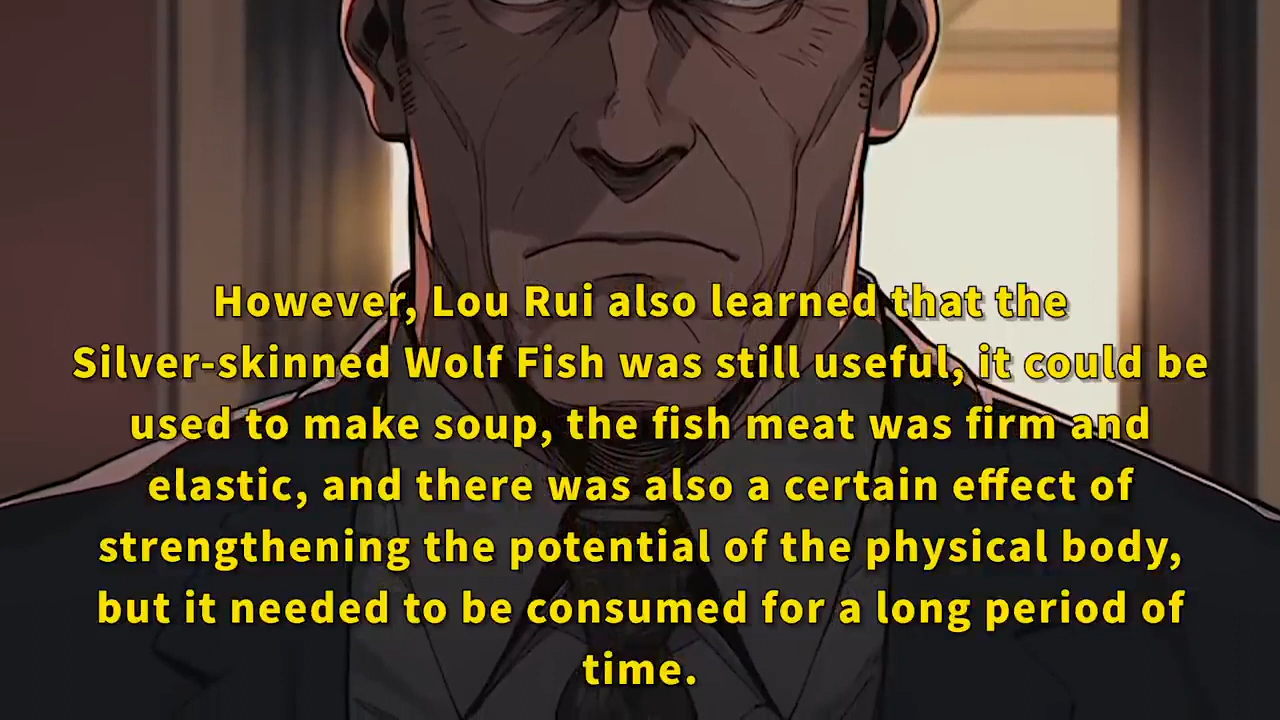 However, Lou Rui also learned that the
Silver-skinned Wolf Fish was still useful, it could be
used to make soup, the fish meat was firm and
elastic, and there was also a certain effect of
strengthening the potential of the physical body,
but it needed to be consumed for a long period of
time.